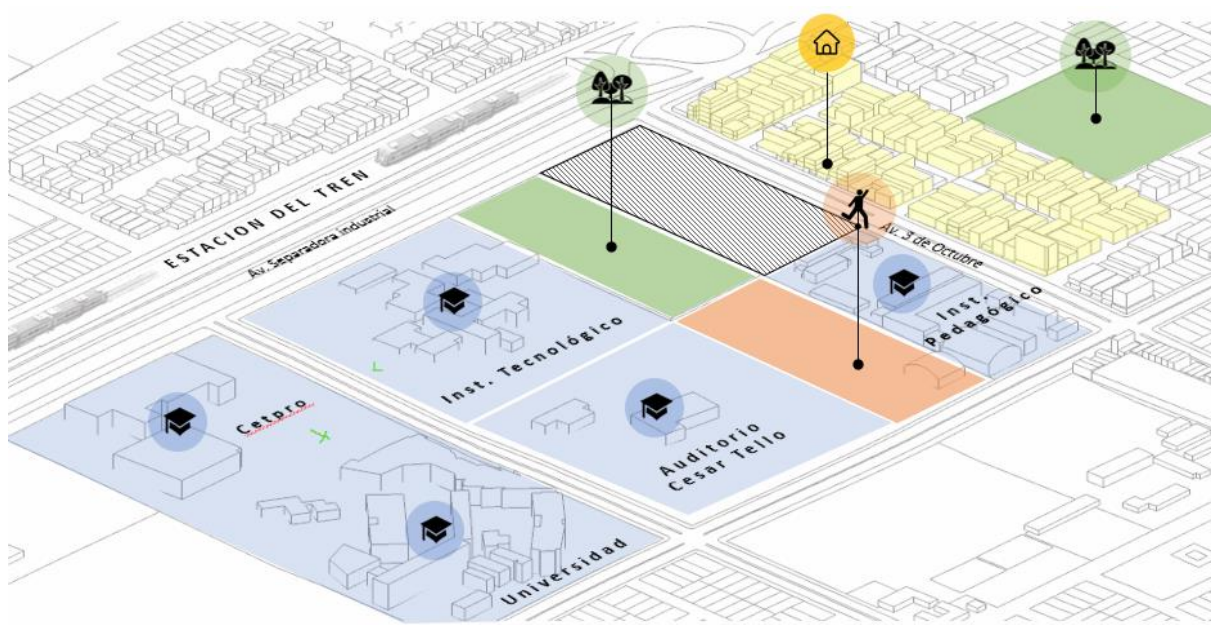 ESTACION DEL TREN
Av. Separadora industrial
Av. 3 de Octubre
Inst.
Pedagógico
Inst. Tecnológico
Cetpro
Auditorio
Cesar Tello
Universidad